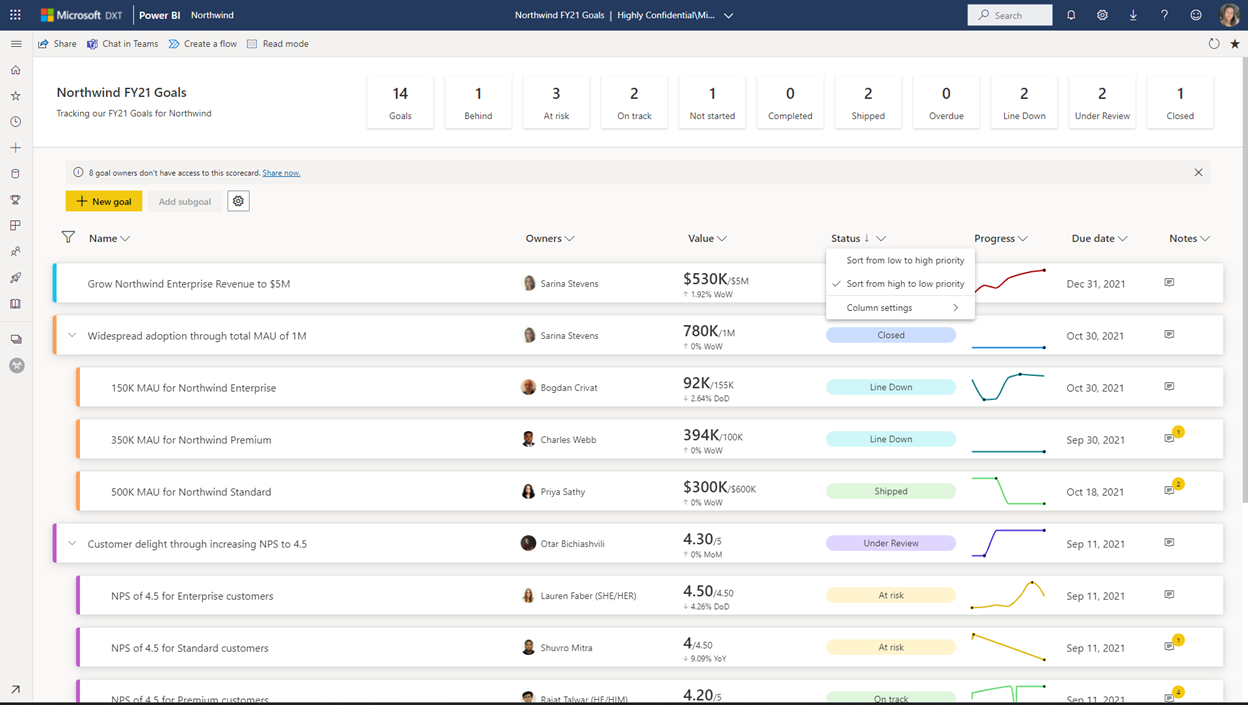 Microsoft DXT Power BI Northwind
Northwind FY21 Goals | Highly Confidential\Mi...
Search
Share Chat in Teams Create a flow Read mode
Northwind FY21 Goals
Tracking our FY21 Goals for Northwind
14 1 3 2 1 0 2 0 2 2 1
Goals Behind At risk On track Not started Completed Shipped Overdue Line Down Under Review Closed
8 goal owners don't have access to this scorecard. Share now.
New goal Add subgoal
Name Owners Value Status ↓ Progress Due date Notes
Sort from low to high priority
Sort from high to low priority
Column settings
Grow Northwind Enterprise Revenue to $5M Sarina Stevens $530K/$5M Dec 31, 2021
↑ 1.92% WoW
Widespread adoption through total MAU of 1M Sarina Stevens 780K/1M Closed Oct 30, 2021
↑ 0% WoW
150K MAU for Northwind Enterprise Bogdan Crivat 92K/155K Line Down Oct 30, 2021
↓ 2.64% DoD
350K MAU for Northwind Premium Charles Webb 394K/100K Line Down Sep 30, 2021 1
↑ 0% WoW
500K MAU for Northwind Standard Priya Sathy $300K/$600K Shipped Oct 18, 2021 2
↑ 0% WoW
Customer delight through increasing NPS to 4.5 Otar Bichiashvili 4.30/5 Under Review Sep 11, 2021
↑ 0% MoM
NPS of 4.5 for Enterprise customers Lauren Faber (SHE/HER) 4.50/4.50 At risk Sep 11, 2021
↓ 4.26% DoD
NPS of 4.5 for Standard customers Shuvro Mitra 4/4.50 At risk Sep 11, 2021 1
↓ 9.09% YoY
NPS of 4.5 for Premium customers Rajat Talwar (HE/HIM) 4.20/5 On track Sep 11, 2021 4